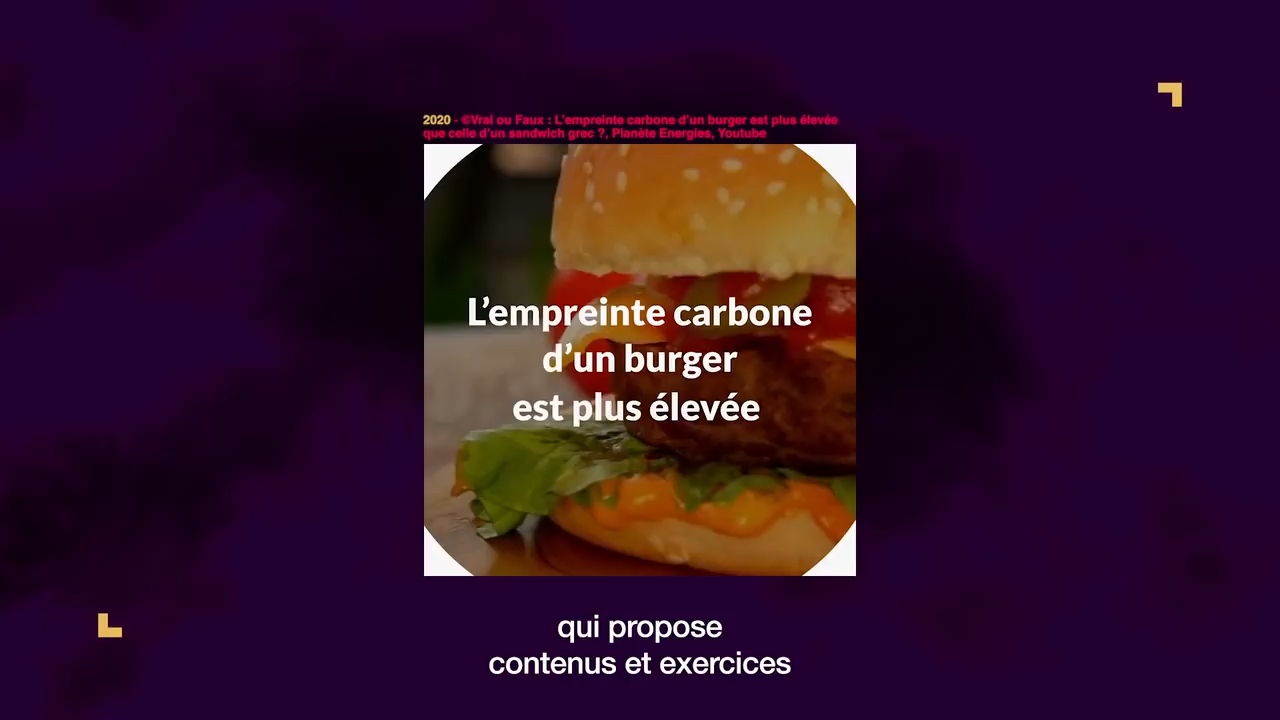 2020 - ©Vrai ou Faux : L'empreinte carbone d'un burger est plus élevée
que celle d'un sandwich grec ?, Planète Energies, Youtube
L’empreinte carbone
d’un burger
est plus élevée
qui propose
contenus et exercices